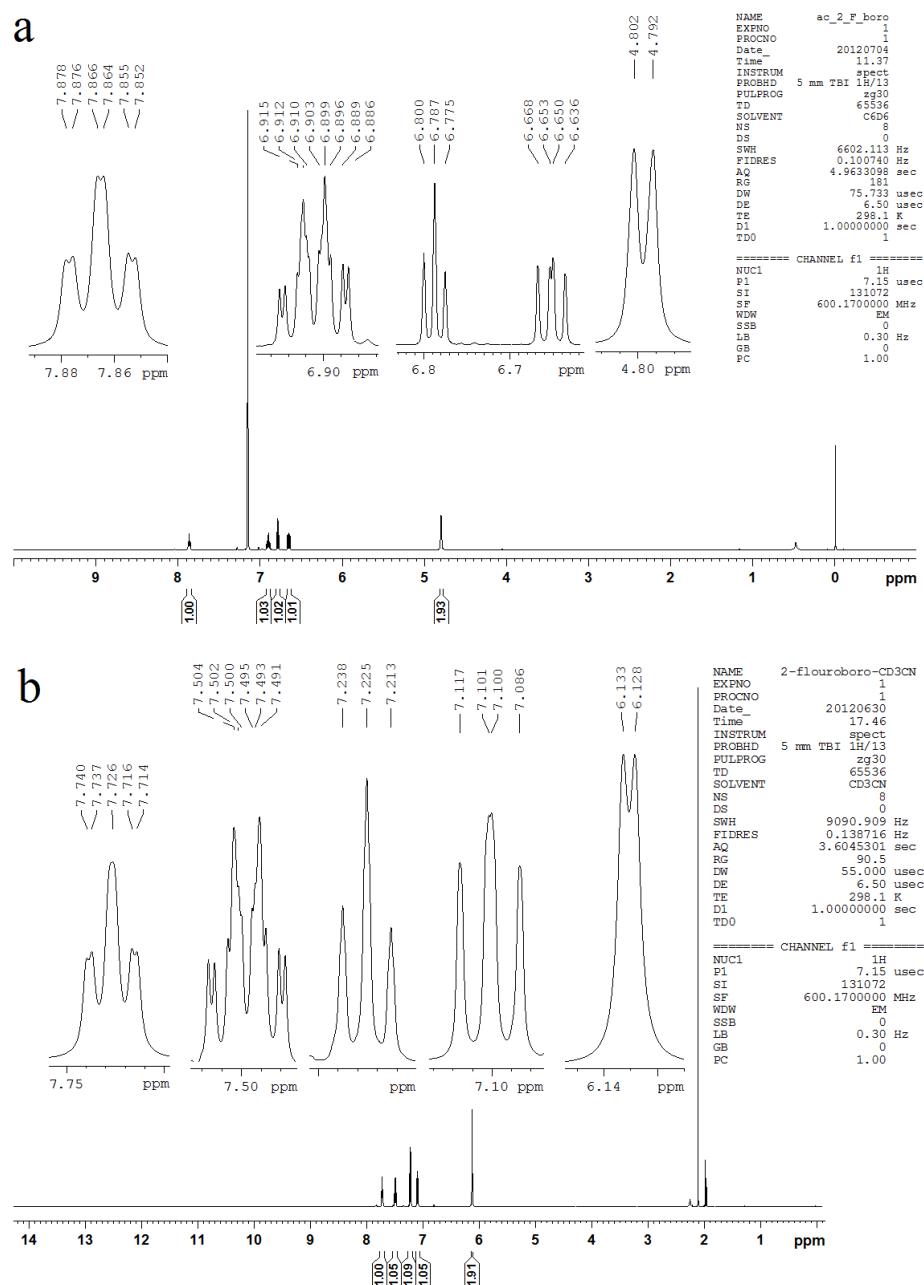 a
7.878
7.876
7.866
7.864
7.855
7.852
6.915
6.912
6.910
6.903
6.899
6.896
6.889
6.886
6.800
6.787
6.775
6.668
6.653
6.650
6.636
4.802
4.792
7.88 7.86 ppm
6.90 ppm
6.8 6.7 ppm
4.80 ppm
NAME ac_2_F_boro
EXPNO 1
PROCNO 1
Date_ 20120704
Time 11.37
INSTRUM spect
PROBHD 5 mm TBI 1H/13
PULPROG zg30
TD 65536
SOLVENT C6D6
NS 8
DS 0
SWH 6602.113 Hz
FIDRES 0.100740 Hz
AQ 4.9633098 sec
RG 181
DW 75.733 usec
DE 6.50 usec
TE 298.1 K
D1 1.00000000 sec
TD0 1
======== CHANNEL f1 ========
NUC1 1H
P1 7.15 usec
SI 131072
SF 600.1700000 MHz
WDW EM
SSB 0
LB 0.30 Hz
GB 0
PC 1.00
9 8 7 6 5 4 3 2 1 0 ppm
1.00 1.03 1.02 1.01 1.93
b
7.740
7.737
7.726
7.716
7.714
7.504
7.502
7.500
7.495
7.493
7.491
7.238
7.225
7.213
7.117
7.101
7.100
7.086
6.133
6.128
7.75 ppm
7.50 ppm
ppm
7.10 ppm
6.14 ppm
NAME 2-flouroboro-CD3CN
EXPNO 1
PROCNO 1
Date_ 20120630
Time 17.46
INSTRUM spect
PROBHD 5 mm TBI 1H/13
PULPROG zg30
TD 65536
SOLVENT CD3CN
NS 8
DS 0
SWH 9090.909 Hz
FIDRES 0.138716 Hz
AQ 3.6045301 sec
RG 90.5
DW 55.000 usec
DE 6.50 usec
TE 298.1 K
D1 1.00000000 sec
TD0 1
======== CHANNEL f1 ========
NUC1 1H
P1 7.15 usec
SI 131072
SF 600.1700000 MHz
WDW EM
SSB 0
LB 0.30 Hz
GB 0
PC 1.00
14 13 12 11 10 9 8 7 6 5 4 3 2 1 ppm
1.00 1.05 1.09 1.05 1.91